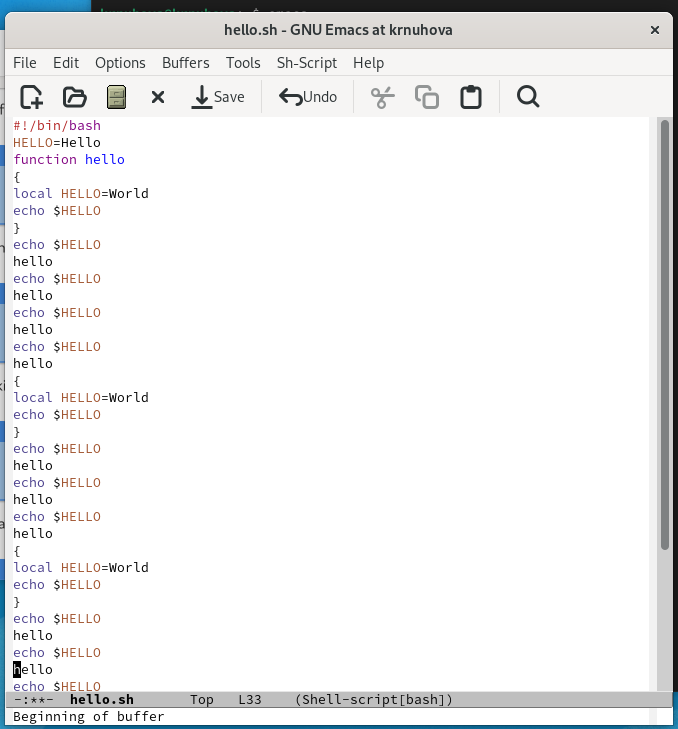 hello.sh - GNU Emacs at krnuhova
File Edit Options Buffers Tools Sh-Script Help
Save Undo
#!/bin/bash
HELLO=Hello
function hello
{
local HELLO=World
echo $HELLO
}
echo $HELLO
hello
echo $HELLO
hello
echo $HELLO
hello
echo $HELLO
hello
{
local HELLO=World
echo $HELLO
}
echo $HELLO
hello
echo $HELLO
hello
echo $HELLO
hello
{
local HELLO=World
echo $HELLO
}
echo $HELLO
hello
echo $HELLO
hello
echo $HELLO
-:**- hello.sh Top L33 (Shell-script[bash])
Beginning of buffer